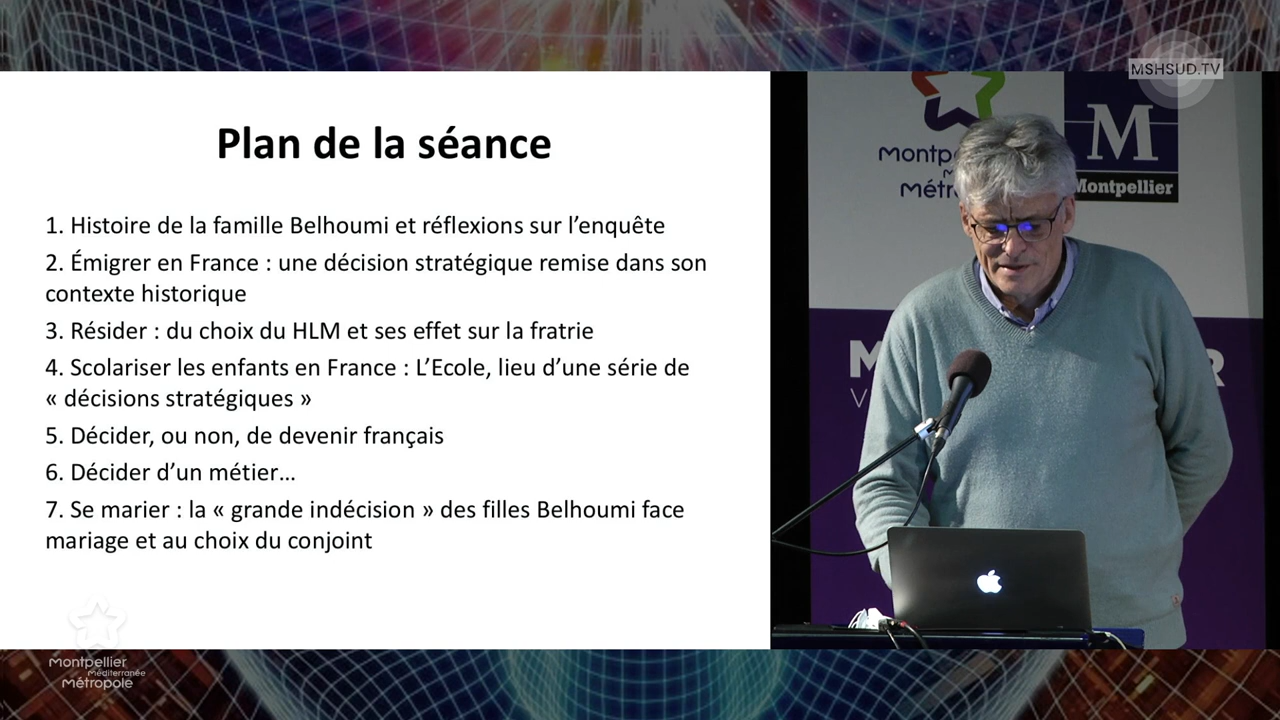 MSHSUD.TV
Plan de la séance
1. Histoire de la famille Belhoumi et réflexions sur l’enquête
2. Émigrer en France : une décision stratégique remise dans son
contexte historique
3. Résider : du choix du HLM et ses effet sur la fratrie
4. Scolariser les enfants en France : L’Ecole, lieu d’une série de
« décisions stratégiques »
5. Décider, ou non, de devenir français
6. Décider d’un métier…
7. Se marier : la « grande indécision » des filles Belhoumi face
mariage et au choix du conjoint
Montpellier
Méditerranée
Métropole
M
Montpellier